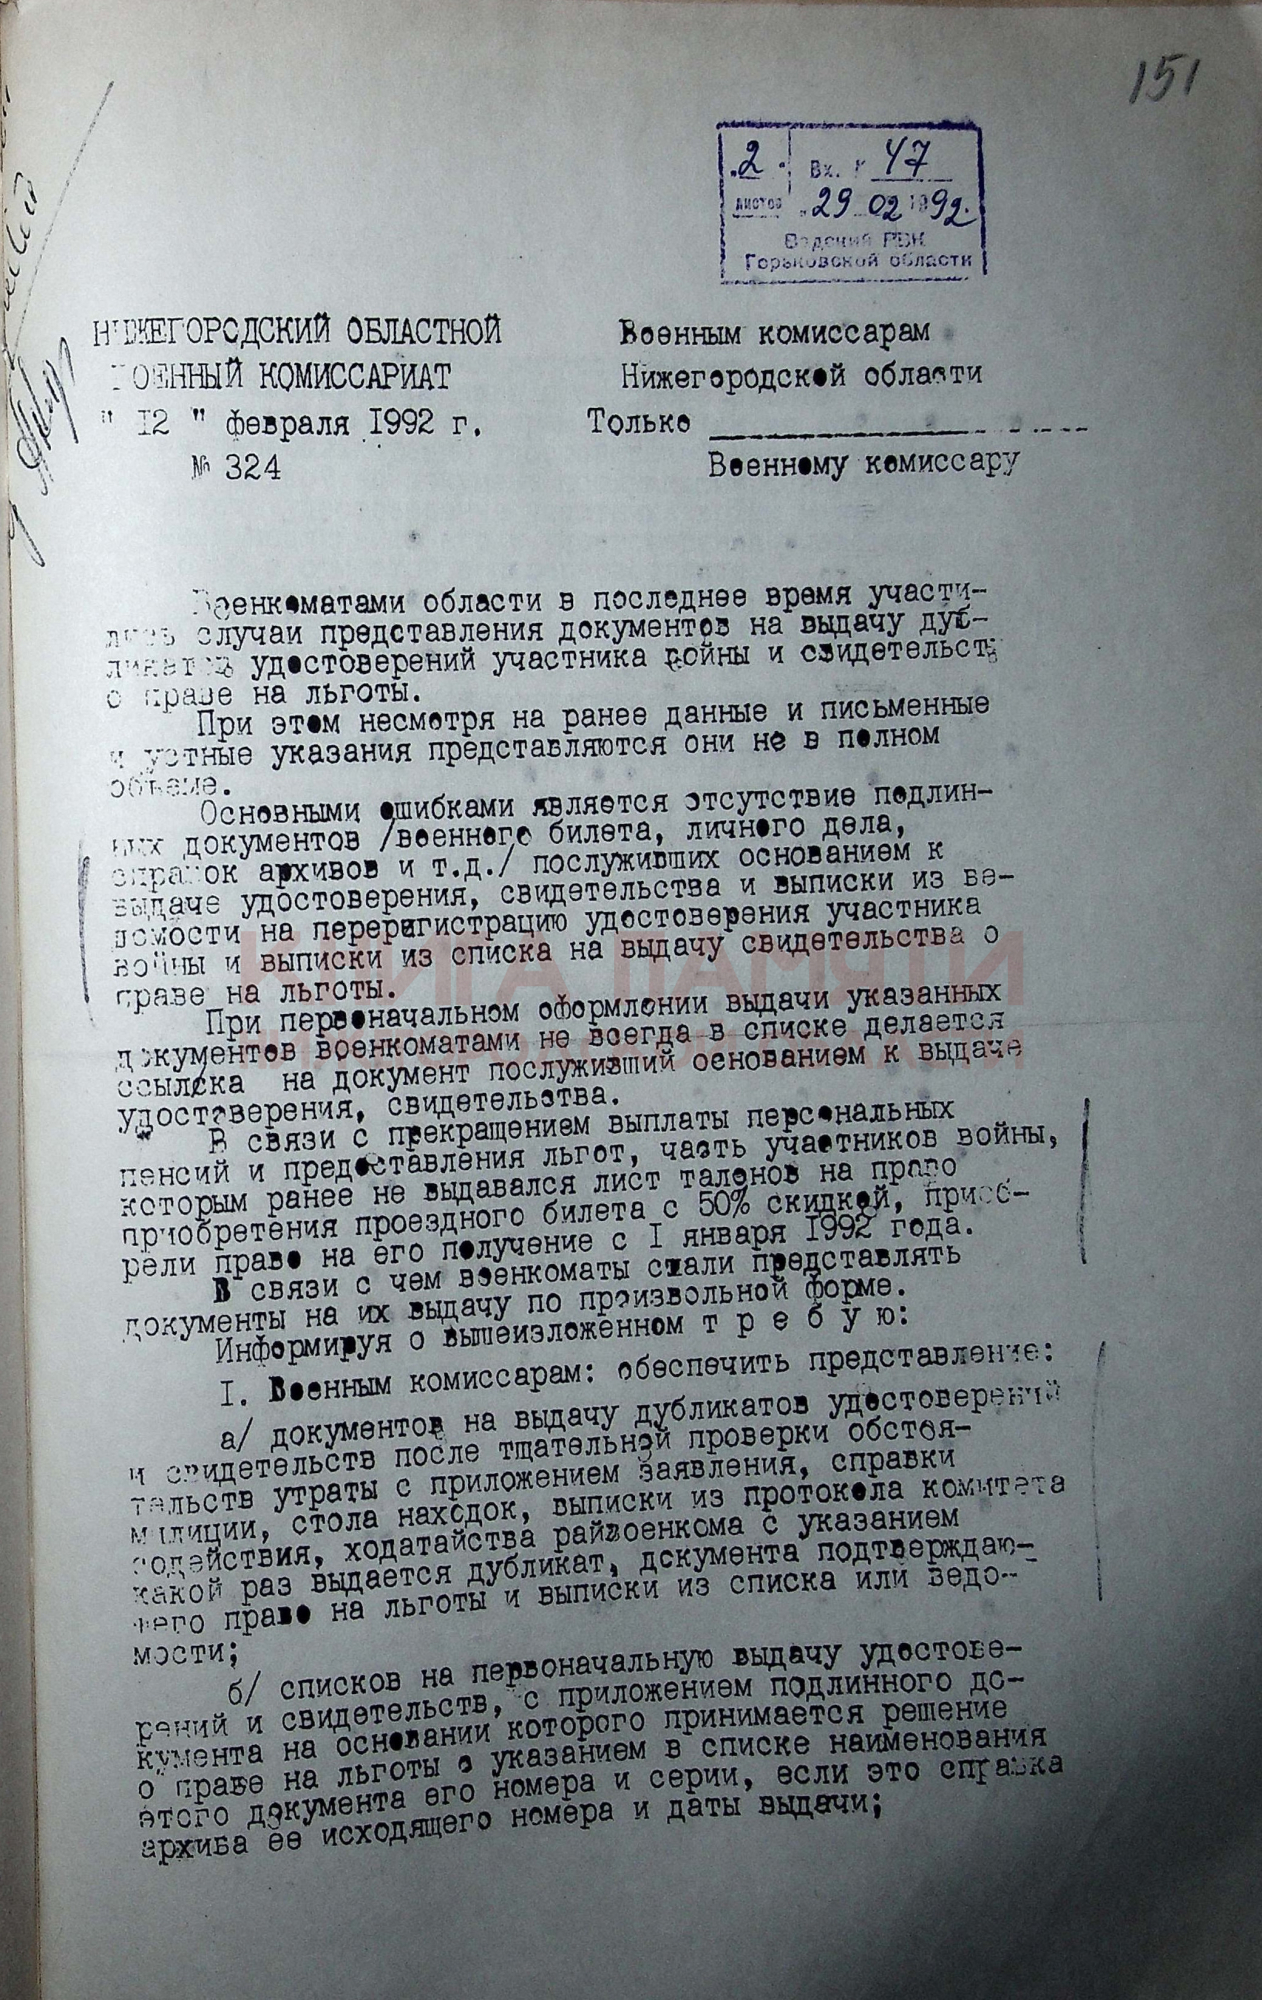 151
2 Вх. № 47
листов „29 02 1992г.
Вадский РВК
Горьковской области
НИЖЕГОРОДСКИЙ ОБЛАСТНОЙ
ВОЕННЫЙ КОМИССАРИАТ
" 12 " февраля 1992 г.
№ 324
Военным комиссарам
Нижегородской области
Только
Военному комиссару
Военкоматами области в последнее время участи-
лись случаи представления документов на выдачу дуб-
ликатов удостоверений участника войны и свидетельств
о праве на льготы.
При этом несмотря на ранее данные и письменные
и устные указания представляются они не в полном
объеме.
Основными ошибками является отсутствие подлин-
ных документов /военного билета, личного дела,
справок архивов и т.д./ послуживших основанием к
выдаче удостоверения, свидетельства и выписки из ве-
домости на перерегистрацию удостоверения участника
войны и выписки из списка на выдачу свидетельства о
праве на льготы.
КНИГА ПАМЯТИ
При первоначальном оформлении выдачи указанных
документов военкоматами не всегда в списке делается
ссылка на документ послуживший основанием к выдаче
удостоверения, свидетельства.
В связи с прекращением выплаты персональных
пенсий и предоставления льгот, часть участников войны,
которым ранее не выдавался лист талонов на право
приобретения проездного билета с 50% скидкой, приоб-
рели право на его получение с I января 1992 года.
В связи с чем военкоматы стали представлять
документы на их выдачу по произвольной форме.
Информируя о вышеизложенном т р е б у ю:
I. Военным комиссарам: обеспечить представление:
а/ документов на выдачу дубликатов удостоверений
и свидетельств после тщательной проверки обстоя-
тельств утраты с приложением заявления, справки
милиции, стола находок, выписки из протокола комитета
содействия, ходатайства райвоенкома с указанием
какой раз выдается дубликат, документа подтверждаю-
щего право на льготы и выписки из списка или ведо-
мости;
б/ списков на первоначальную выдачу удостове-
рений и свидетельств, с приложением подлинного до-
кумента на основании которого принимается решение
о праве на льготы с указанием в списке наименования
этого документа его номера и серии, если это справка
архива ее исходящего номера и даты выдачи;